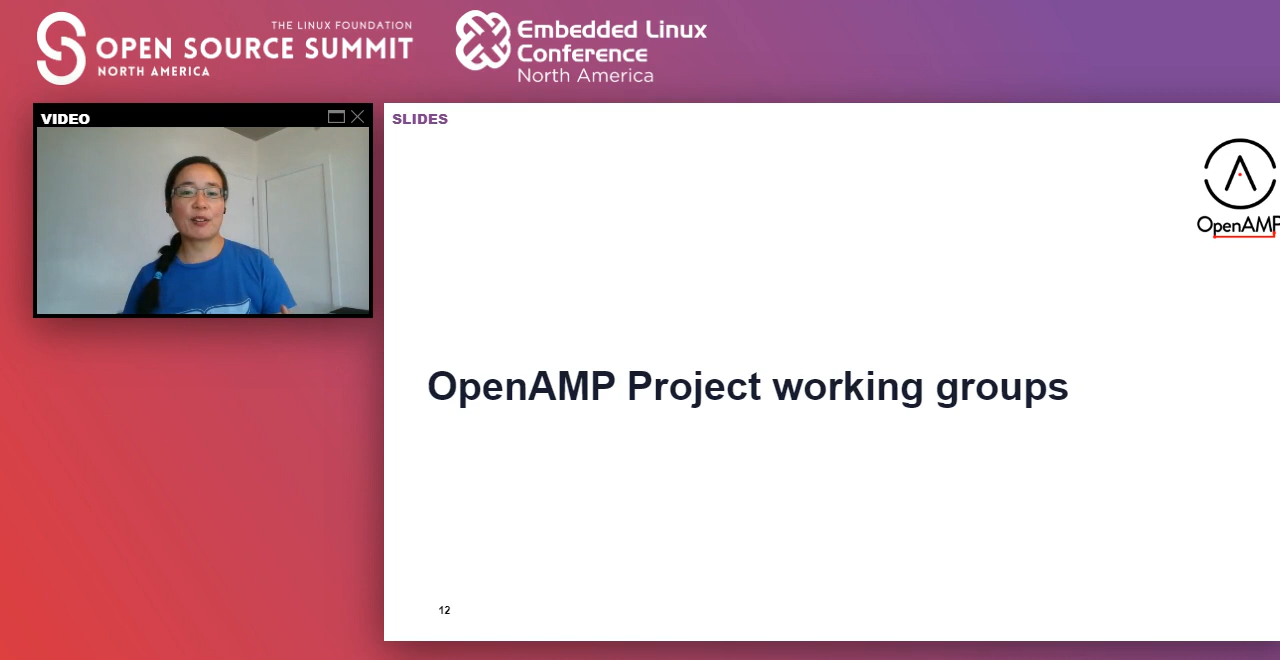 THE LINUX FOUNDATION
OPEN SOURCE SUMMIT
NORTH AMERICA
Embedded Linux
Conference
North America
VIDEO
SLIDES
OpenAMP
OpenAMP Project working groups
12